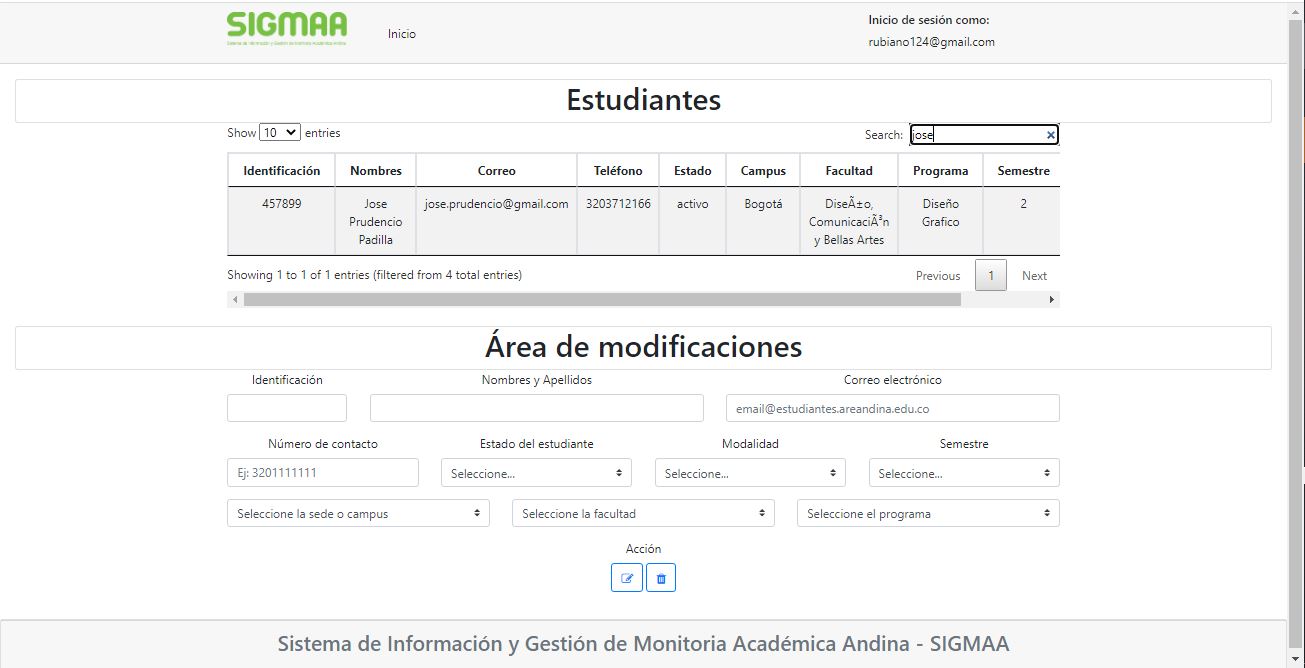 SIGMAA
Sistema de Información y Gestión de Monitoria Académica Andina
Inicio
Inicio de sesión como:
rubiano124@gmail.com
Estudiantes
Show 10 entries
Search: jose
Identificación Nombres Correo Teléfono Estado Campus Facultad Programa Semestre
457899 Jose jose.prudencio@gmail.com 3203712166 activo Bogotá DiseÃ±o, Diseño 2
Prudencio ComunicaciÃ³n Grafico
Padilla y Bellas Artes
Showing 1 to 1 of 1 entries (filtered from 4 total entries)
Previous 1 Next
Área de modificaciones
Identificación Nombres y Apellidos Correo electrónico
email@estudiantes.areandina.edu.co
Número de contacto Estado del estudiante Modalidad Semestre
Ej: 3201111111 Seleccione... Seleccione... Seleccione...
Seleccione la sede o campus Seleccione la facultad Seleccione el programa
Acción
Sistema de Información y Gestión de Monitoria Académica Andina - SIGMAA